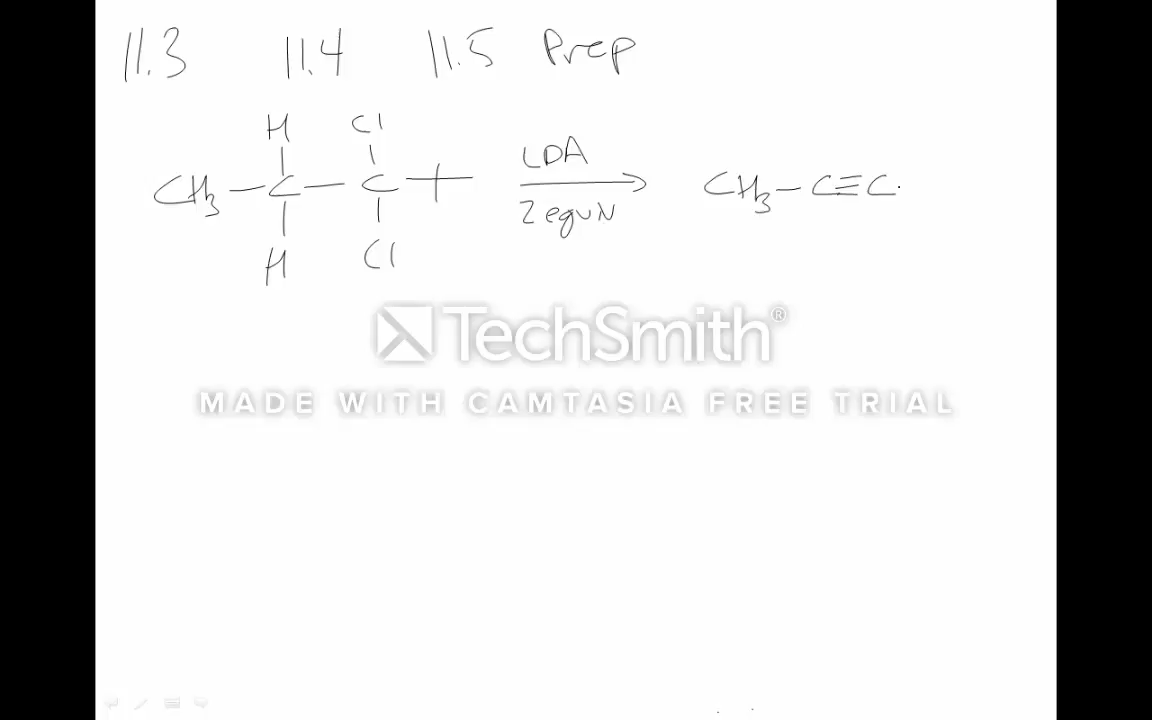 11.3 11.4 11.5 Prep
H Cl
CH3 – C – C – LDA CH3 – C≡C
2 equiv
H Cl
TechSmith®
MADE WITH CAMTASIA FREE TRIAL